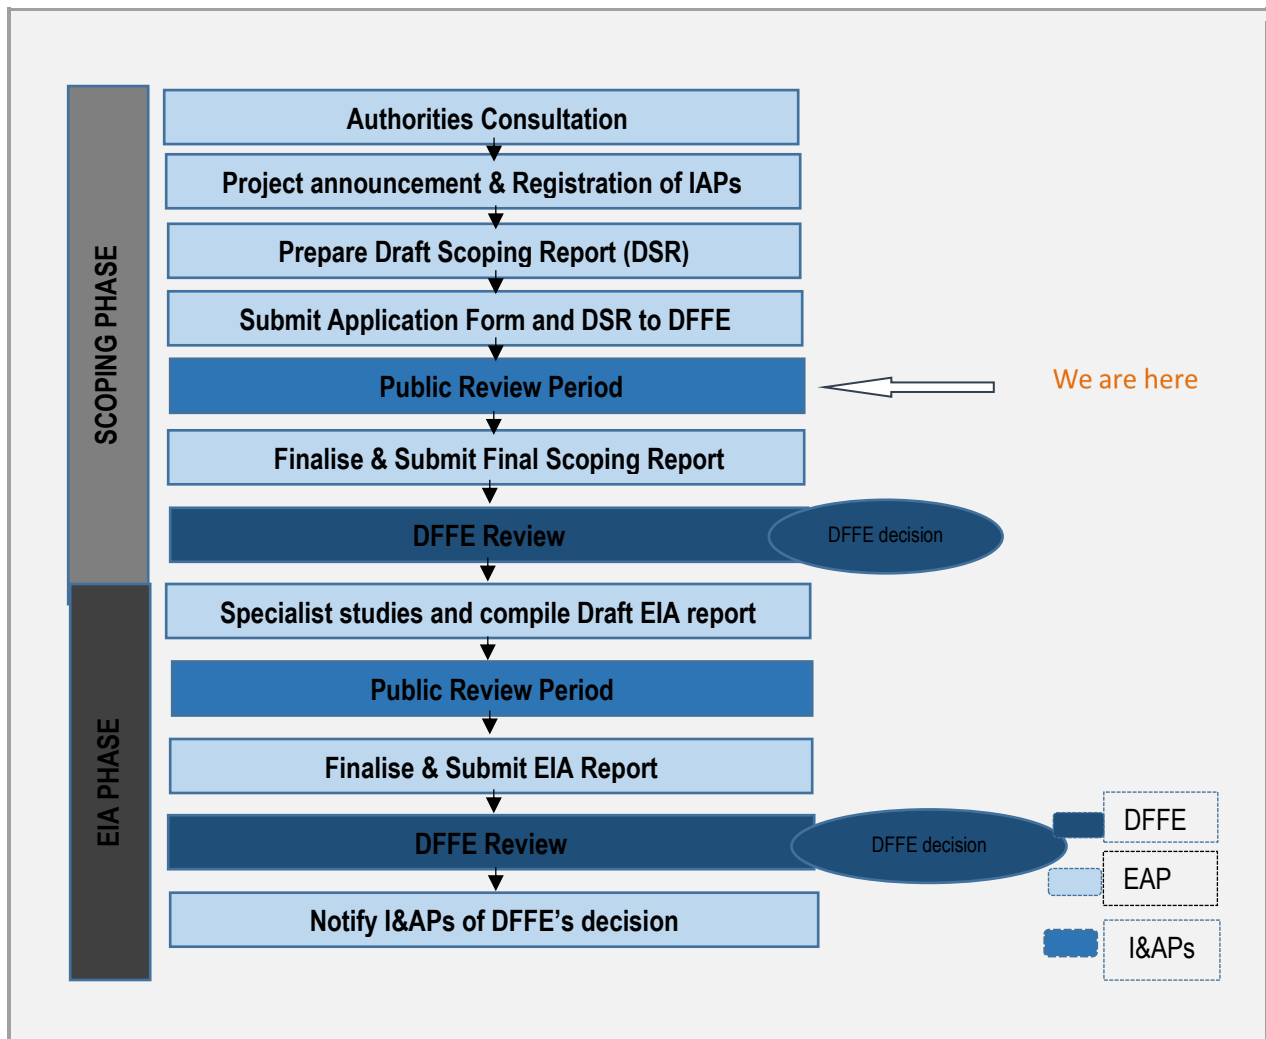 SCOPING PHASE
Authorities Consultation
Project announcement & Registration of IAPs
Prepare Draft Scoping Report (DSR)
Submit Application Form and DSR to DFFE
Public Review Period
We are here
Finalise & Submit Final Scoping Report
DFFE Review
DFFE decision
EIA PHASE
Specialist studies and compile Draft EIA report
Public Review Period
Finalise & Submit EIA Report
DFFE Review
DFFE decision
Notify I&APs of DFFE’s decision
DFFE
EAP
I&APs